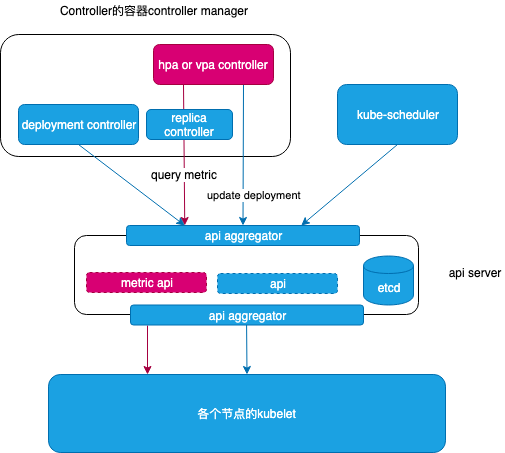 Controller的容器controller manager
hpa or vpa controller
deployment controller
replica
controller
kube-scheduler
query metric
update deployment
api aggregator
api server
metric api
api
etcd
api aggregator
各个节点的kubelet